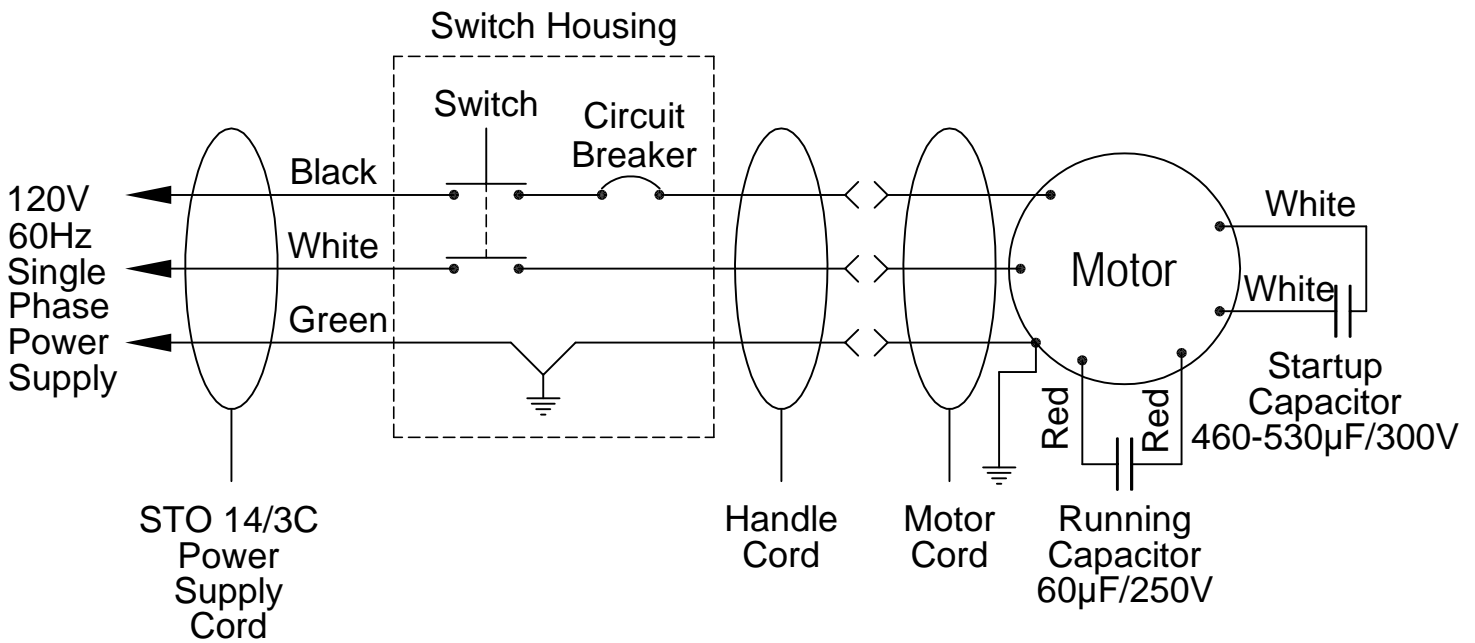 Switch Housing
Switch
Circuit
Breaker
120V
60Hz
Single
Phase
Power
Supply
Black
White
Green
Motor
White
White
Startup
Capacitor
460-530µF/300V
Red
Red
STO 14/3C
Power
Supply
Cord
Handle
Cord
Motor
Cord
Running
Capacitor
60µF/250V